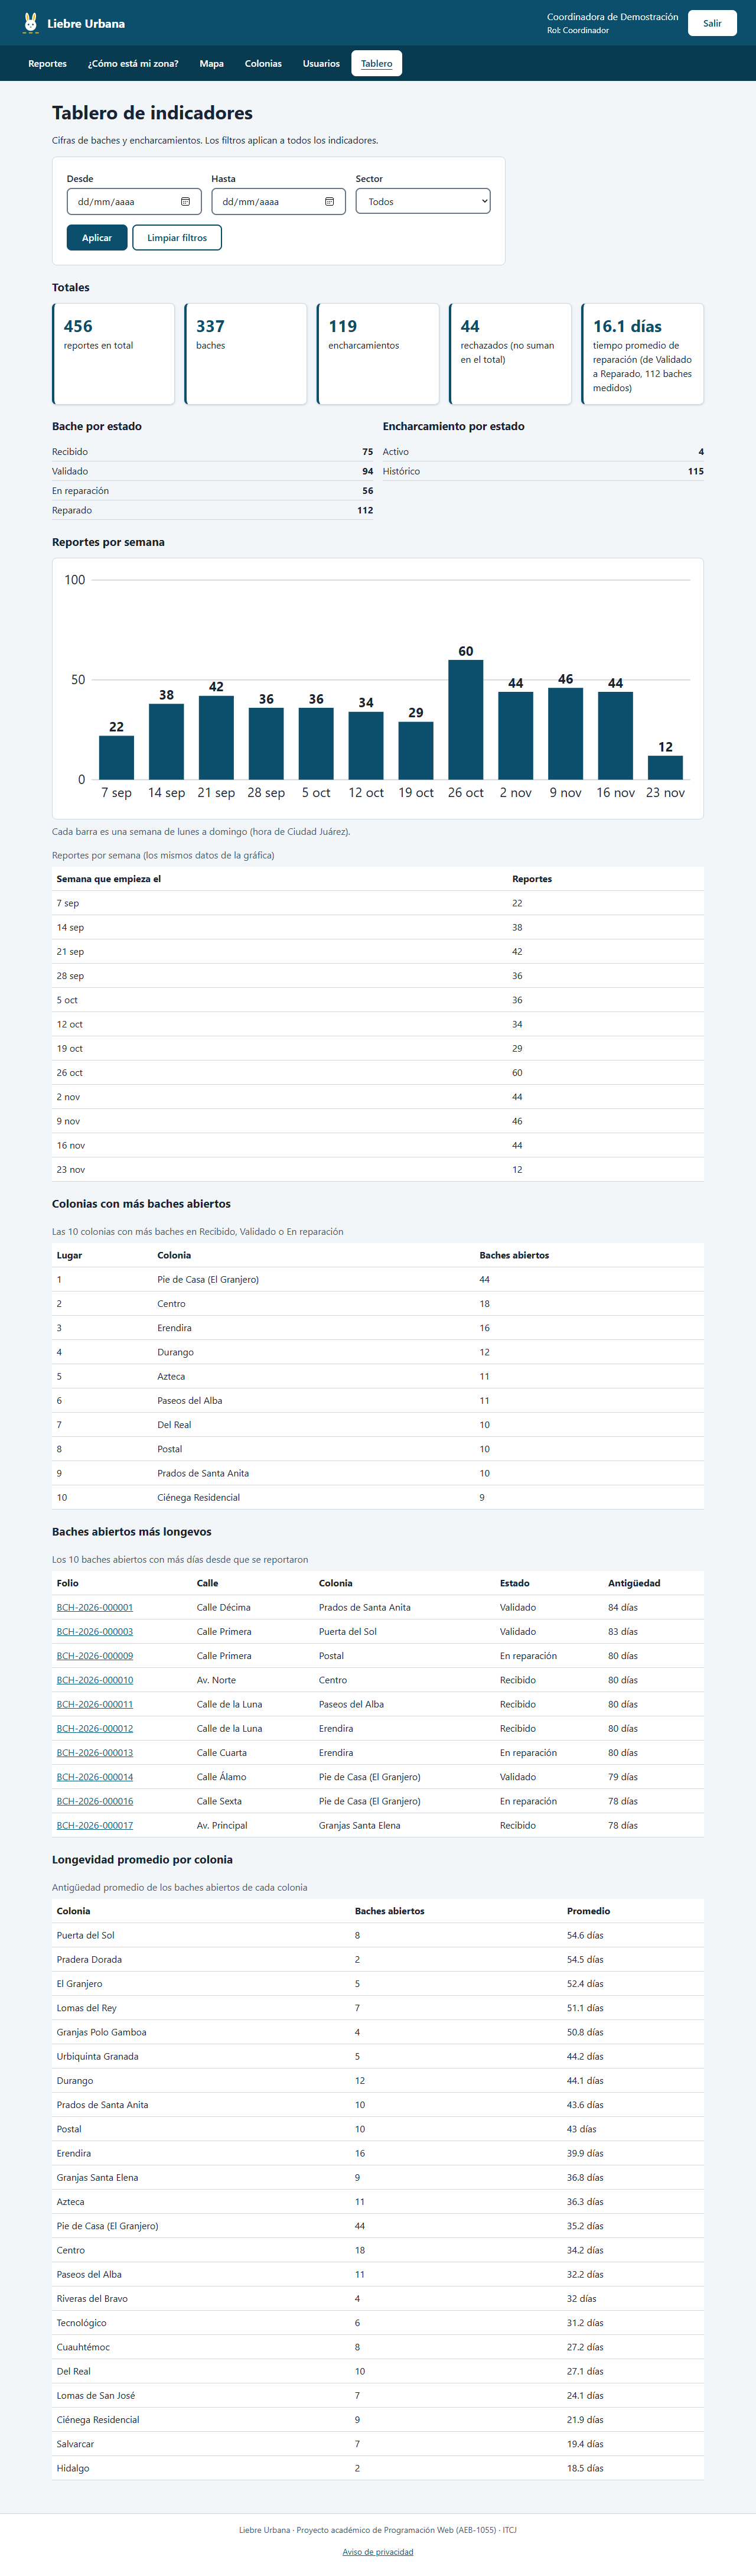 Liebre Urbana
Coordinadora de Demostración
Rol: Coordinador
Salir
Reportes ¿Cómo está mi zona? Mapa Colonias Usuarios Tablero
Tablero de indicadores
Cifras de baches y encharcamientos. Los filtros aplican a todos los indicadores.
Desde Hasta Sector
dd/mm/aaaa dd/mm/aaaa Todos
Aplicar Limpiar filtros
Totales
456
reportes en total
337
baches
119
encharcamientos
44
rechazados (no suman
en el total)
16.1 días
tiempo promedio de
reparación (de Validado
a Reparado, 112 baches
medidos)
Bache por estado
Recibido 75
Validado 94
En reparación 56
Reparado 112
Encharcamiento por estado
Activo 4
Histórico 115
Reportes por semana
100
50
0
22 38 42 36 36 34 29 60 44 46 44 12
7 sep 14 sep 21 sep 28 sep 5 oct 12 oct 19 oct 26 oct 2 nov 9 nov 16 nov 23 nov
Cada barra es una semana de lunes a domingo (hora de Ciudad Juárez).
Reportes por semana (los mismos datos de la gráfica)
Semana que empieza el Reportes
7 sep 22
14 sep 38
21 sep 42
28 sep 36
5 oct 36
12 oct 34
19 oct 29
26 oct 60
2 nov 44
9 nov 46
16 nov 44
23 nov 12
Colonias con más baches abiertos
Las 10 colonias con más baches en Recibido, Validado o En reparación
Lugar Colonia Baches abiertos
1 Pie de Casa (El Granjero) 44
2 Centro 18
3 Erendira 16
4 Durango 12
5 Azteca 11
6 Paseos del Alba 11
7 Del Real 10
8 Postal 10
9 Prados de Santa Anita 10
10 Ciénega Residencial 9
Baches abiertos más longevos
Los 10 baches abiertos con más días desde que se reportaron
Folio Calle Colonia Estado Antigüedad
BCH-2026-000001 Calle Décima Prados de Santa Anita Validado 84 días
BCH-2026-000003 Calle Primera Puerta del Sol Validado 83 días
BCH-2026-000009 Calle Primera Postal En reparación 80 días
BCH-2026-000010 Av. Norte Centro Recibido 80 días
BCH-2026-000011 Calle de la Luna Paseos del Alba Recibido 80 días
BCH-2026-000012 Calle de la Luna Erendira Recibido 80 días
BCH-2026-000013 Calle Cuarta Erendira En reparación 80 días
BCH-2026-000014 Calle Álamo Pie de Casa (El Granjero) Validado 79 días
BCH-2026-000016 Calle Sexta Pie de Casa (El Granjero) En reparación 78 días
BCH-2026-000017 Av. Principal Granjas Santa Elena Recibido 78 días
Longevidad promedio por colonia
Antigüedad promedio de los baches abiertos de cada colonia
Colonia Baches abiertos Promedio
Puerta del Sol 8 54.6 días
Pradera Dorada 2 54.5 días
El Granjero 5 52.4 días
Lomas del Rey 7 51.1 días
Granjas Polo Gamboa 4 50.8 días
Urbiquinta Granada 5 44.2 días
Durango 12 44.1 días
Prados de Santa Anita 10 43.6 días
Postal 10 43 días
Erendira 16 39.9 días
Granjas Santa Elena 9 36.8 días
Azteca 11 36.3 días
Pie de Casa (El Granjero) 44 35.2 días
Centro 18 34.2 días
Paseos del Alba 11 32.2 días
Riveras del Bravo 4 32 días
Tecnológico 6 31.2 días
Cuauhtémoc 8 27.2 días
Del Real 10 27.1 días
Lomas de San José 7 24.1 días
Ciénega Residencial 9 21.9 días
Salvarcar 7 19.4 días
Hidalgo 2 18.5 días
Liebre Urbana · Proyecto académico de Programación Web (AEB-1055) · ITCJ
Aviso de privacidad